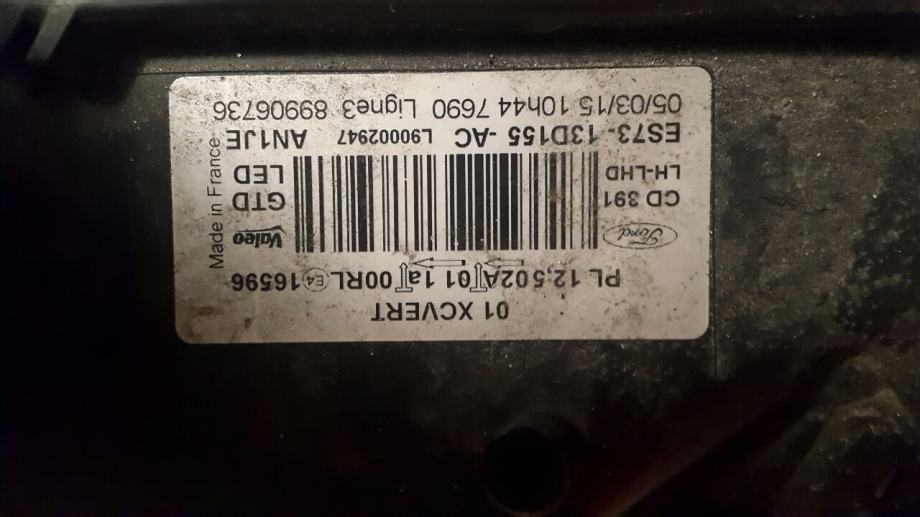 01 XCVERT
PL 12,502A 01 1a 00RL E4 16596
Ford
Valeo
CD 391
GTD
LH-LHD
LED
ES73-13D155-AC L90002947 AN1JE
05/03/15 10h44 7690 Ligne3 89906736
Made in France